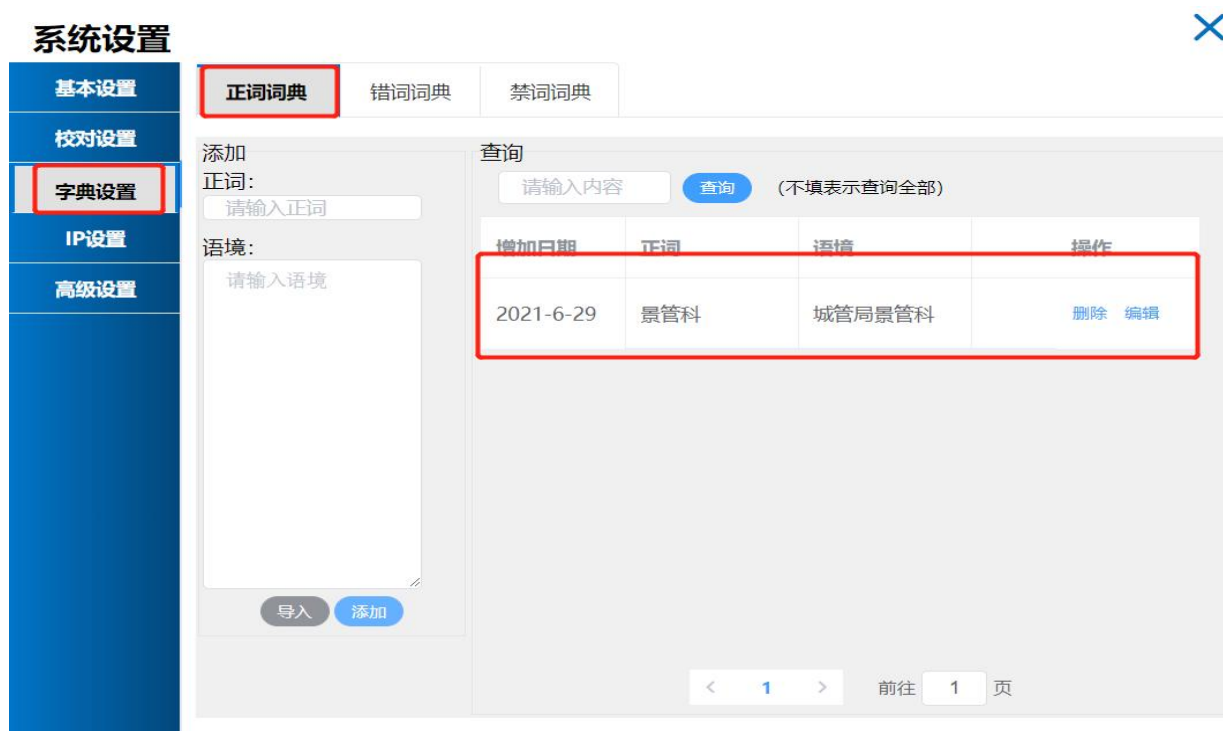 系统设置
基本设置
校对设置
字典设置
IP设置
高级设置
正词词典 错词词典 禁词词典
添加
正词：
请输入正词
语境：
请输入语境
导入 添加
查询
请输入内容 查询 (不填表示查询全部)
增加日期 正词 语境 操作
2021-6-29 景管科 城管局景管科 删除 编辑
< 1 > 前往 1 页